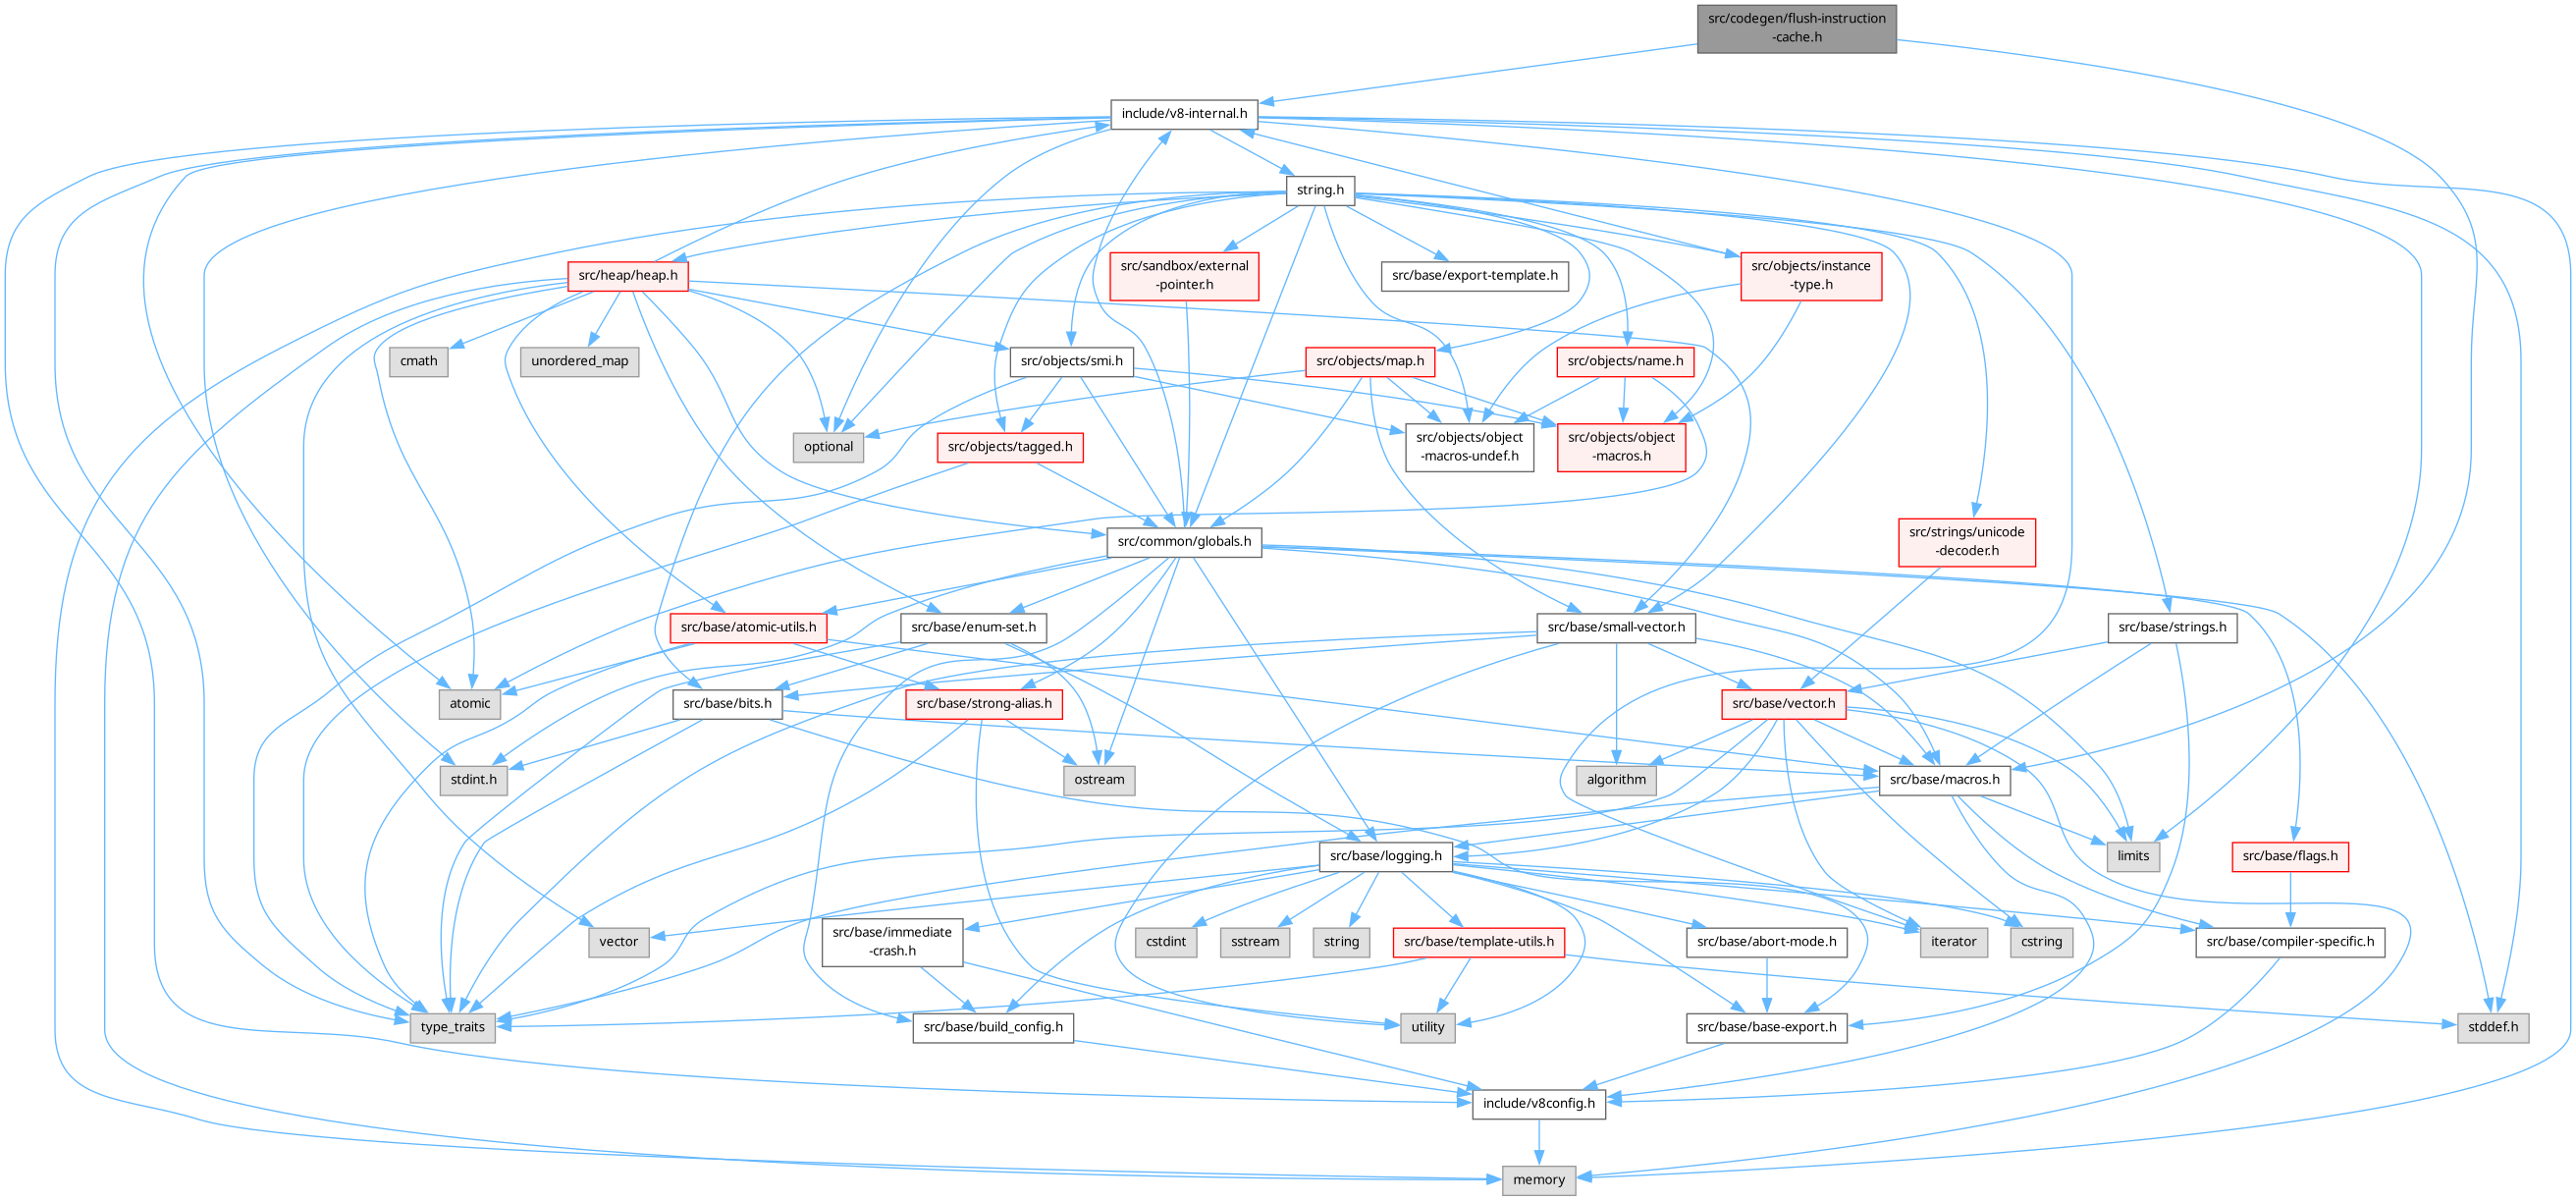 src/codegen/flush-instruction
-cache.h
include/v8-internal.h
string.h
src/heap/heap.h
src/sandbox/external
-pointer.h
src/base/export-template.h
src/objects/instance
-type.h
cmath
unordered_map
src/objects/smi.h
src/objects/map.h
src/objects/name.h
optional
src/objects/tagged.h
src/objects/object
-macros-undef.h
src/objects/object
-macros.h
src/common/globals.h
src/strings/unicode
-decoder.h
src/base/atomic-utils.h
src/base/enum-set.h
src/base/small-vector.h
src/base/strings.h
atomic
src/base/bits.h
src/base/strong-alias.h
src/base/vector.h
stdint.h
ostream
algorithm
src/base/macros.h
src/base/logging.h
limits
src/base/flags.h
vector
src/base/immediate
-crash.h
cstdint
sstream
string
src/base/template-utils.h
src/base/abort-mode.h
iterator
cstring
src/base/compiler-specific.h
type_traits
src/base/build_config.h
utility
src/base/base-export.h
stddef.h
include/v8config.h
memory